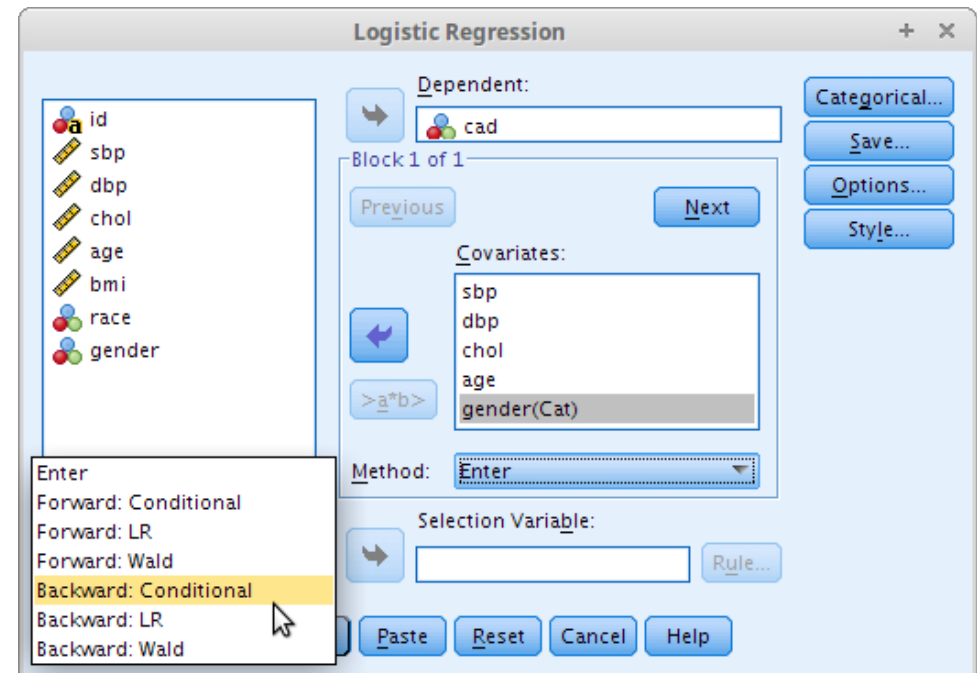 Logistic Regression
id
sbp
dbp
chol
age
bmi
race
gender
Dependent:
cad
Block 1 of 1
Previous
Next
Covariates:
sbp
dbp
chol
age
gender(Cat)
>a*b>
Method: Enter
Selection Variable:
Rule...
Categorical...
Save...
Options...
Style...
Enter
Forward: Conditional
Forward: LR
Forward: Wald
Backward: Conditional
Backward: LR
Backward: Wald
Paste Reset Cancel Help